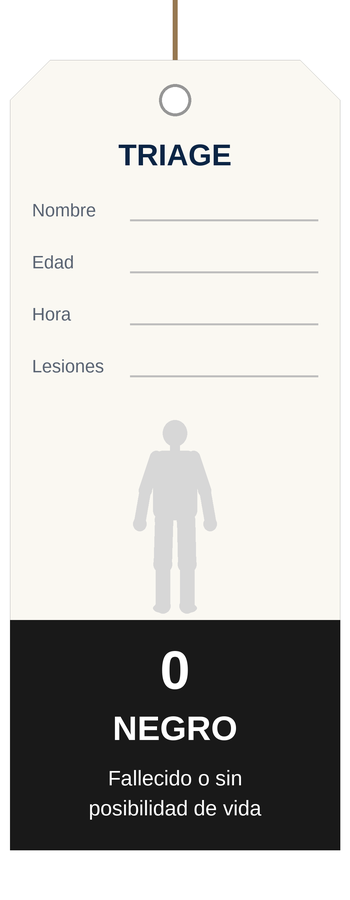 TRIAGE
Nombre
Edad
Hora
Lesiones
0
NEGRO
Fallecido o sin
posibilidad de vida